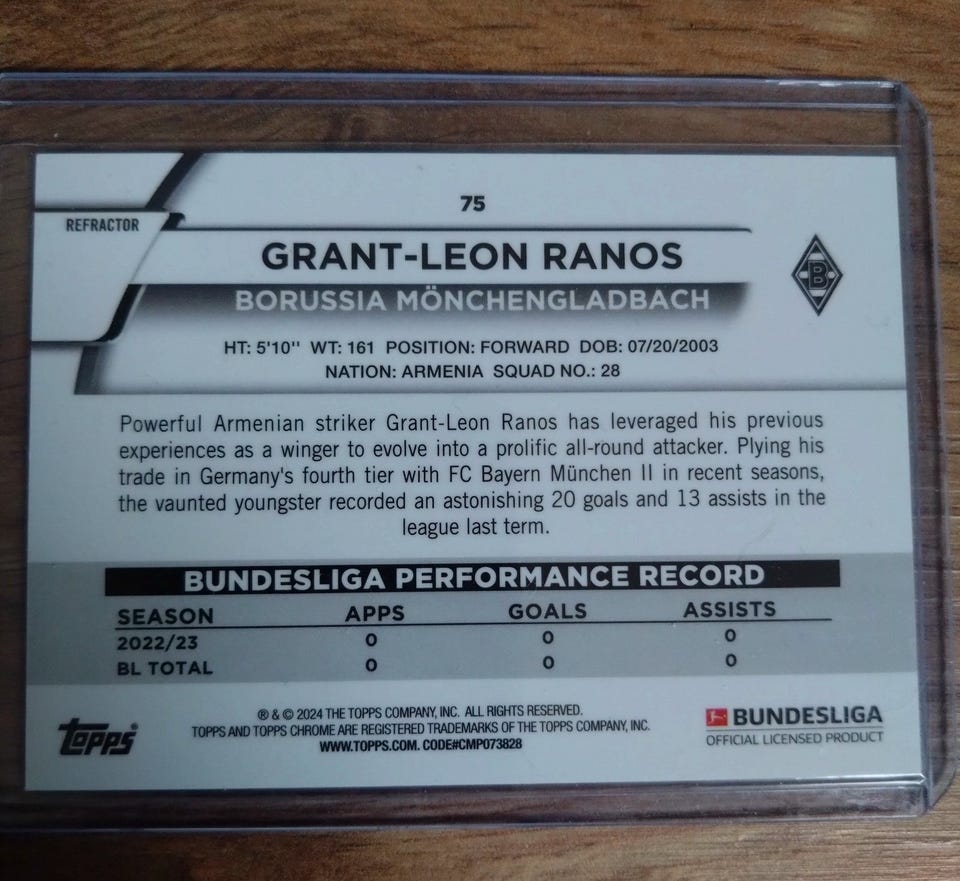 75
REFRACTOR
GRANT-LEON RANOS
B
BORUSSIA MÖNCHENGLADBACH
HT: 5'10'' WT: 161 POSITION: FORWARD DOB: 07/20/2003
NATION: ARMENIA SQUAD NO.: 28
Powerful Armenian striker Grant-Leon Ranos has leveraged his previous
experiences as a winger to evolve into a prolific all-round attacker. Plying his
trade in Germany's fourth tier with FC Bayern München II in recent seasons,
the vaunted youngster recorded an astonishing 20 goals and 13 assists in the
league last term.
BUNDESLIGA PERFORMANCE RECORD
SEASON APPS GOALS ASSISTS
2022/23 0 0 0
BL TOTAL 0 0 0
® & © 2024 THE TOPPS COMPANY, INC. ALL RIGHTS RESERVED.
TOPPS AND TOPPS CHROME ARE REGISTERED TRADEMARKS OF THE TOPPS COMPANY, INC.
WWW.TOPPS.COM. CODE#CMP073828
topps®
BUNDESLIGA
OFFICIAL LICENSED PRODUCT